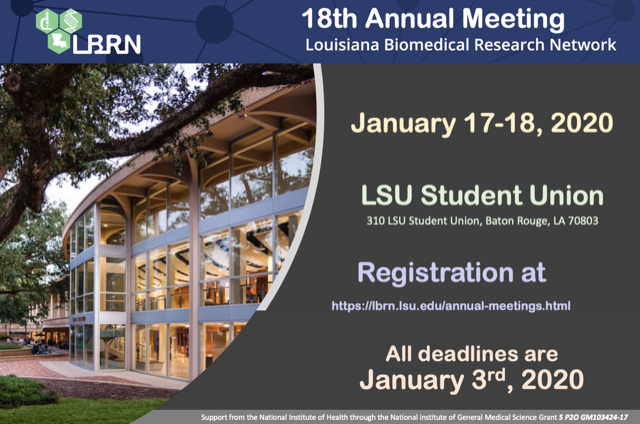 LBRN
18th Annual Meeting
Louisiana Biomedical Research Network
January 17-18, 2020
LSU Student Union
310 LSU Student Union, Baton Rouge, LA 70803
Registration at
https://lbrn.lsu.edu/annual-meetings.html
All deadlines are
January 3rd, 2020
Support from the National Institute of Health through the National Institute of General Medical Science Grant 5 P2O GM103424-17